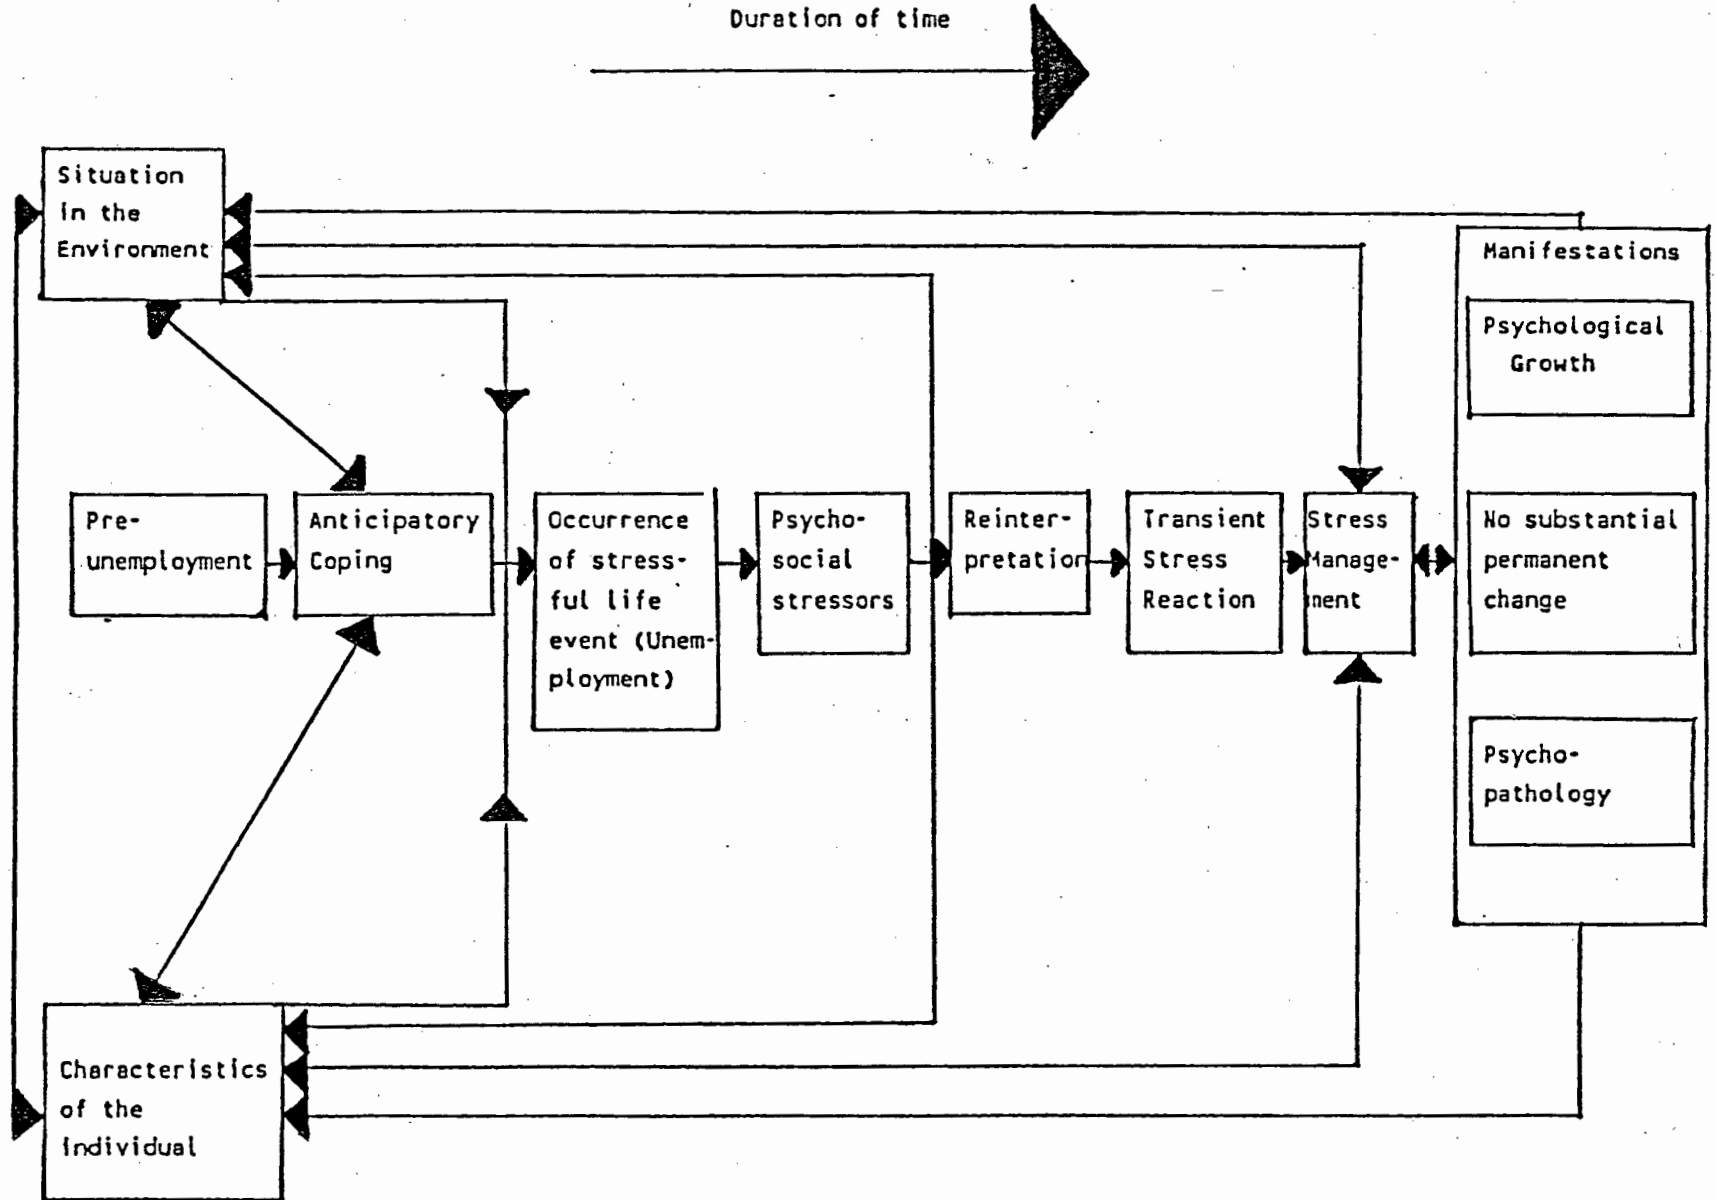 Duration of time
Situation
in the
Environment
Manifestations
Psychological
Growth
Pre-
unemployment
Anticipatory
Coping
Occurrence
of stress-
ful life
event (Unem-
ployment)
Psycho-
social
stressors
Reinter-
pretation
Transient
Stress
Reaction
Stress
Manage-
ment
No substantial
permanent
change
Psycho-
pathology
Characteristics
of the
individual